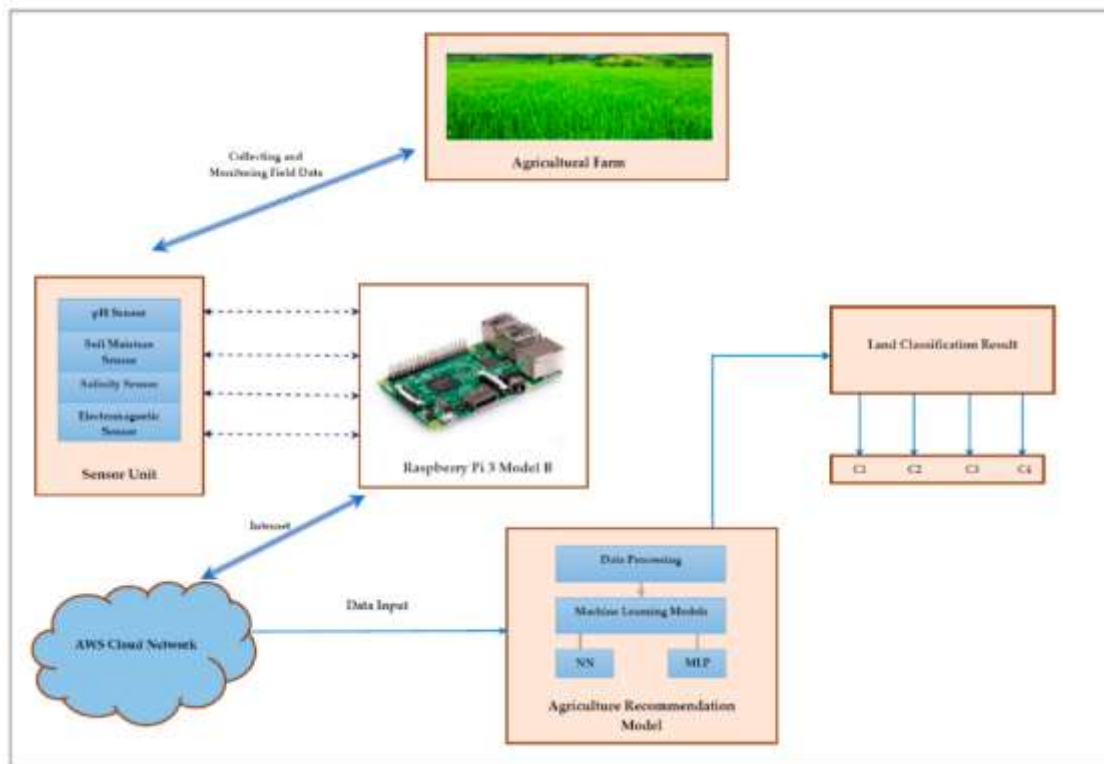 Agricultural Farm
Collecting and
Monitoring Field Data
pH Sensor
Soil Moisture
Sensor
Salinity Sensor
Electromagnetic
Sensor
Sensor Unit
Raspberry Pi 3 Model B
Land Classification Result
C1 C2 C3 C4
Internet
AWS Cloud Network
Data Input
Data Processing
Machine Learning Models
NN
MLP
Agriculture Recommendation
Model